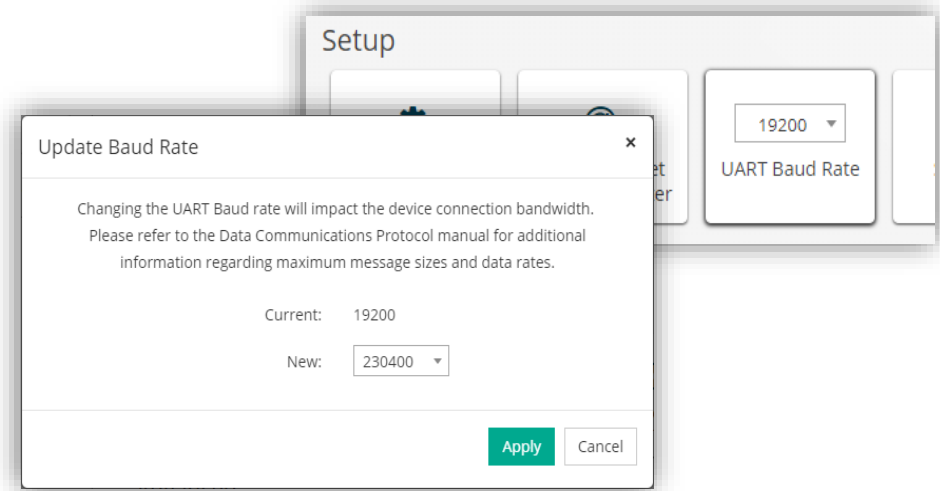 Setup
19200
UART Baud Rate
Update Baud Rate
Changing the UART Baud rate will impact the device connection bandwidth.
Please refer to the Data Communications Protocol manual for additional
information regarding maximum message sizes and data rates.
Current: 19200
New: 230400
Apply Cancel